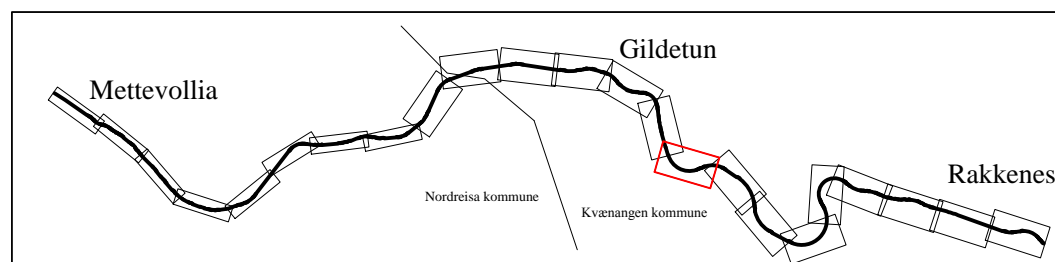 Gildetun
Mettevollia
Rakkenes
Nordreisa kommune
Kvænangen kommune